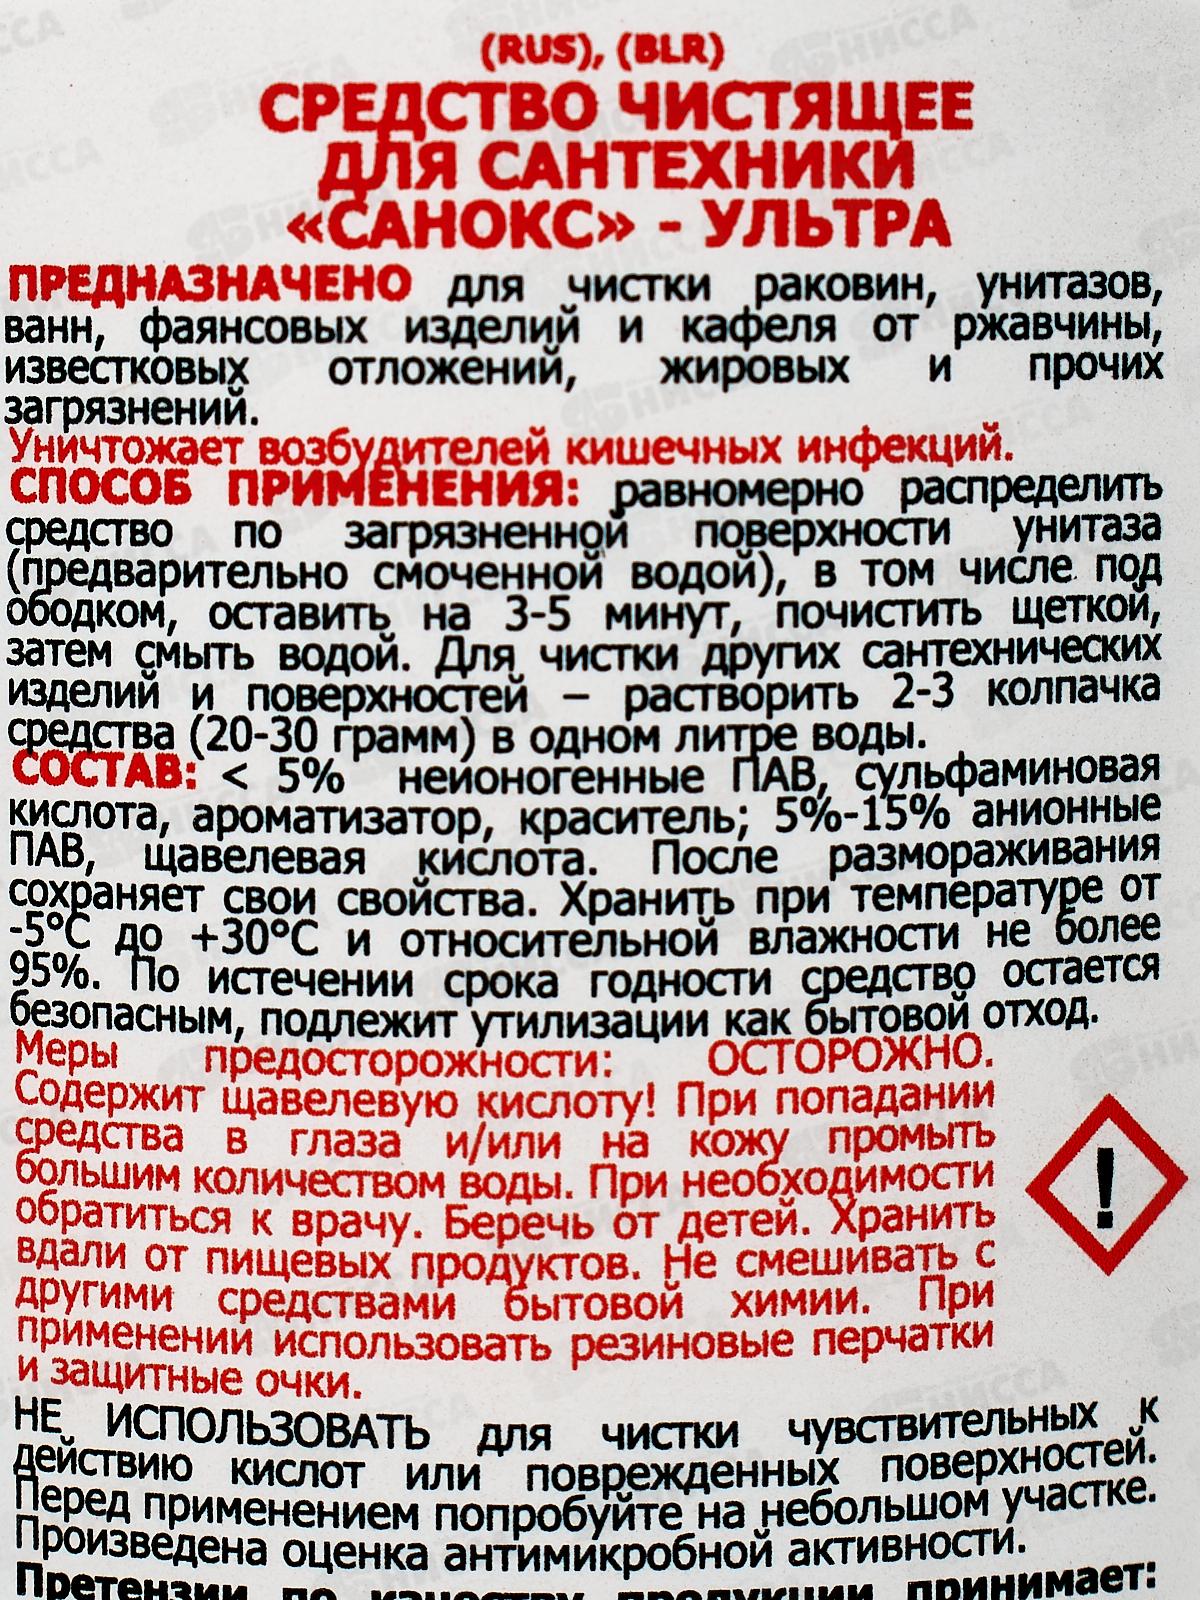 (RUS), (BLR)
СРЕДСТВО ЧИСТЯЩЕЕ
ДЛЯ САНТЕХНИКИ
«САНОКС» - УЛЬТРА
ПРЕДНАЗНАЧЕНО для чистки раковин, унитазов,
ванн, фаянсовых изделий и кафеля от ржавчины,
известковых отложений, жировых и прочих
загрязнений.
Уничтожает возбудителей кишечных инфекций.
СПОСОБ ПРИМЕНЕНИЯ: равномерно распределить
средство по загрязненной поверхности унитаза
(предварительно смоченной водой), в том числе под
ободком, оставить на 3-5 минут, почистить щеткой,
затем смыть водой. Для чистки других сантехнических
изделий и поверхностей – растворить 2-3 колпачка
средства (20-30 грамм) в одном литре воды.
СОСТАВ: < 5% неионогенные ПАВ, сульфаминовая
кислота, ароматизатор, краситель; 5%-15% анионные
ПАВ, щавелевая кислота. После размораживания
сохраняет свои свойства. Хранить при температуре от
-5°С до +30°С и относительной влажности не более
95%. По истечении срока годности средство остается
безопасным, подлежит утилизации как бытовой отход.
Меры предосторожности: ОСТОРОЖНО.
Содержит щавелевую кислоту! При попадании
средства в глаза и/или на кожу промыть
большим количеством воды. При необходимости
обратиться к врачу. Беречь от детей. Хранить
вдали от пищевых продуктов. Не смешивать с
другими средствами бытовой химии. При
применении использовать резиновые перчатки
и защитные очки.
!
НЕ ИСПОЛЬЗОВАТЬ для чистки чувствительных к
действию кислот или поврежденных поверхностей.
Перед применением попробуйте на небольшом участке.
Произведена оценка антимикробной активности.
Претензии по качеству продукции принимает: